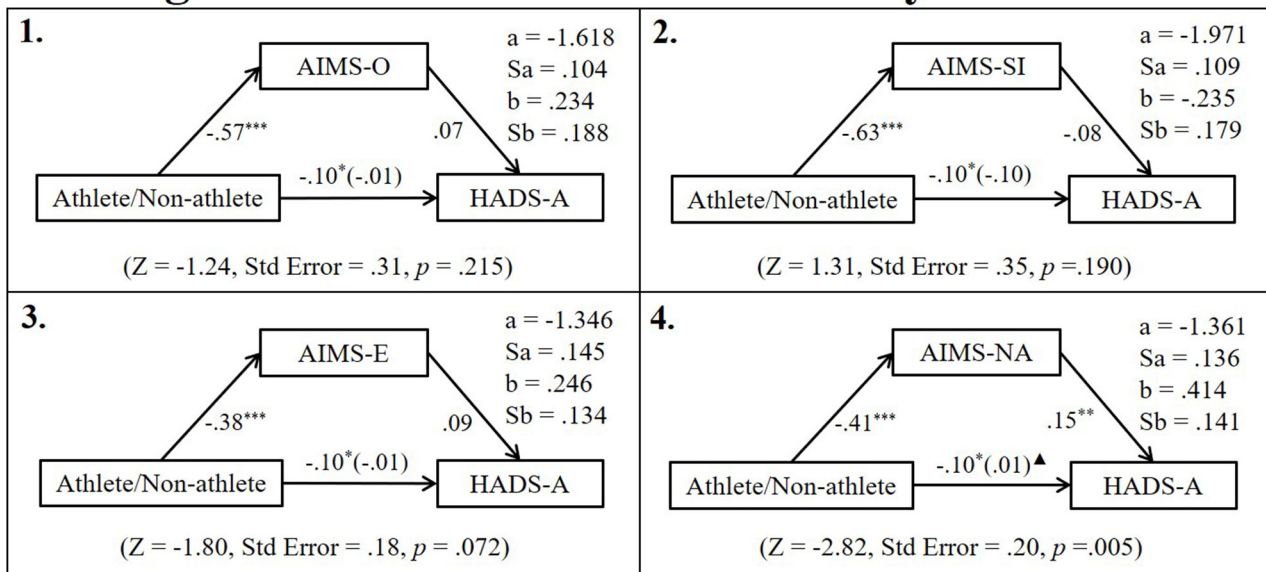 1.
a = -1.618
AIMS-O
Sa = .104
b = .234
-.57***
.07
Sb = .188
-.10*(-.01)
Athlete/Non-athlete
HADS-A
(Z = -1.24, Std Error = .31, p = .215)
2.
a = -1.971
AIMS-SI
Sa = .109
b = -.235
-.63***
-.08
Sb = .179
-.10*(-.10)
Athlete/Non-athlete
HADS-A
(Z = 1.31, Std Error = .35, p =.190)
3.
a = -1.346
AIMS-E
Sa = .145
b = .246
-.38***
.09
Sb = .134
-.10*(-.01)
Athlete/Non-athlete
HADS-A
(Z = -1.80, Std Error = .18, p = .072)
4.
a = -1.361
AIMS-NA
Sa = .136
b = .414
-.41***
.15**
Sb = .141
-.10*(.01)▲
Athlete/Non-athlete
HADS-A
(Z = -2.82, Std Error = .20, p =.005)